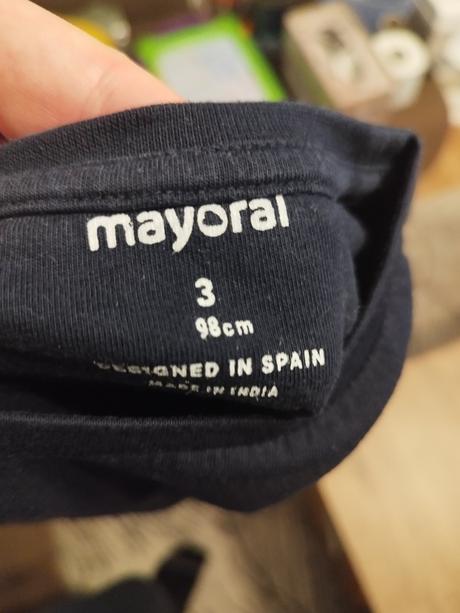 mayoral
3
98cm
DESIGNED IN SPAIN
MADE IN INDIA